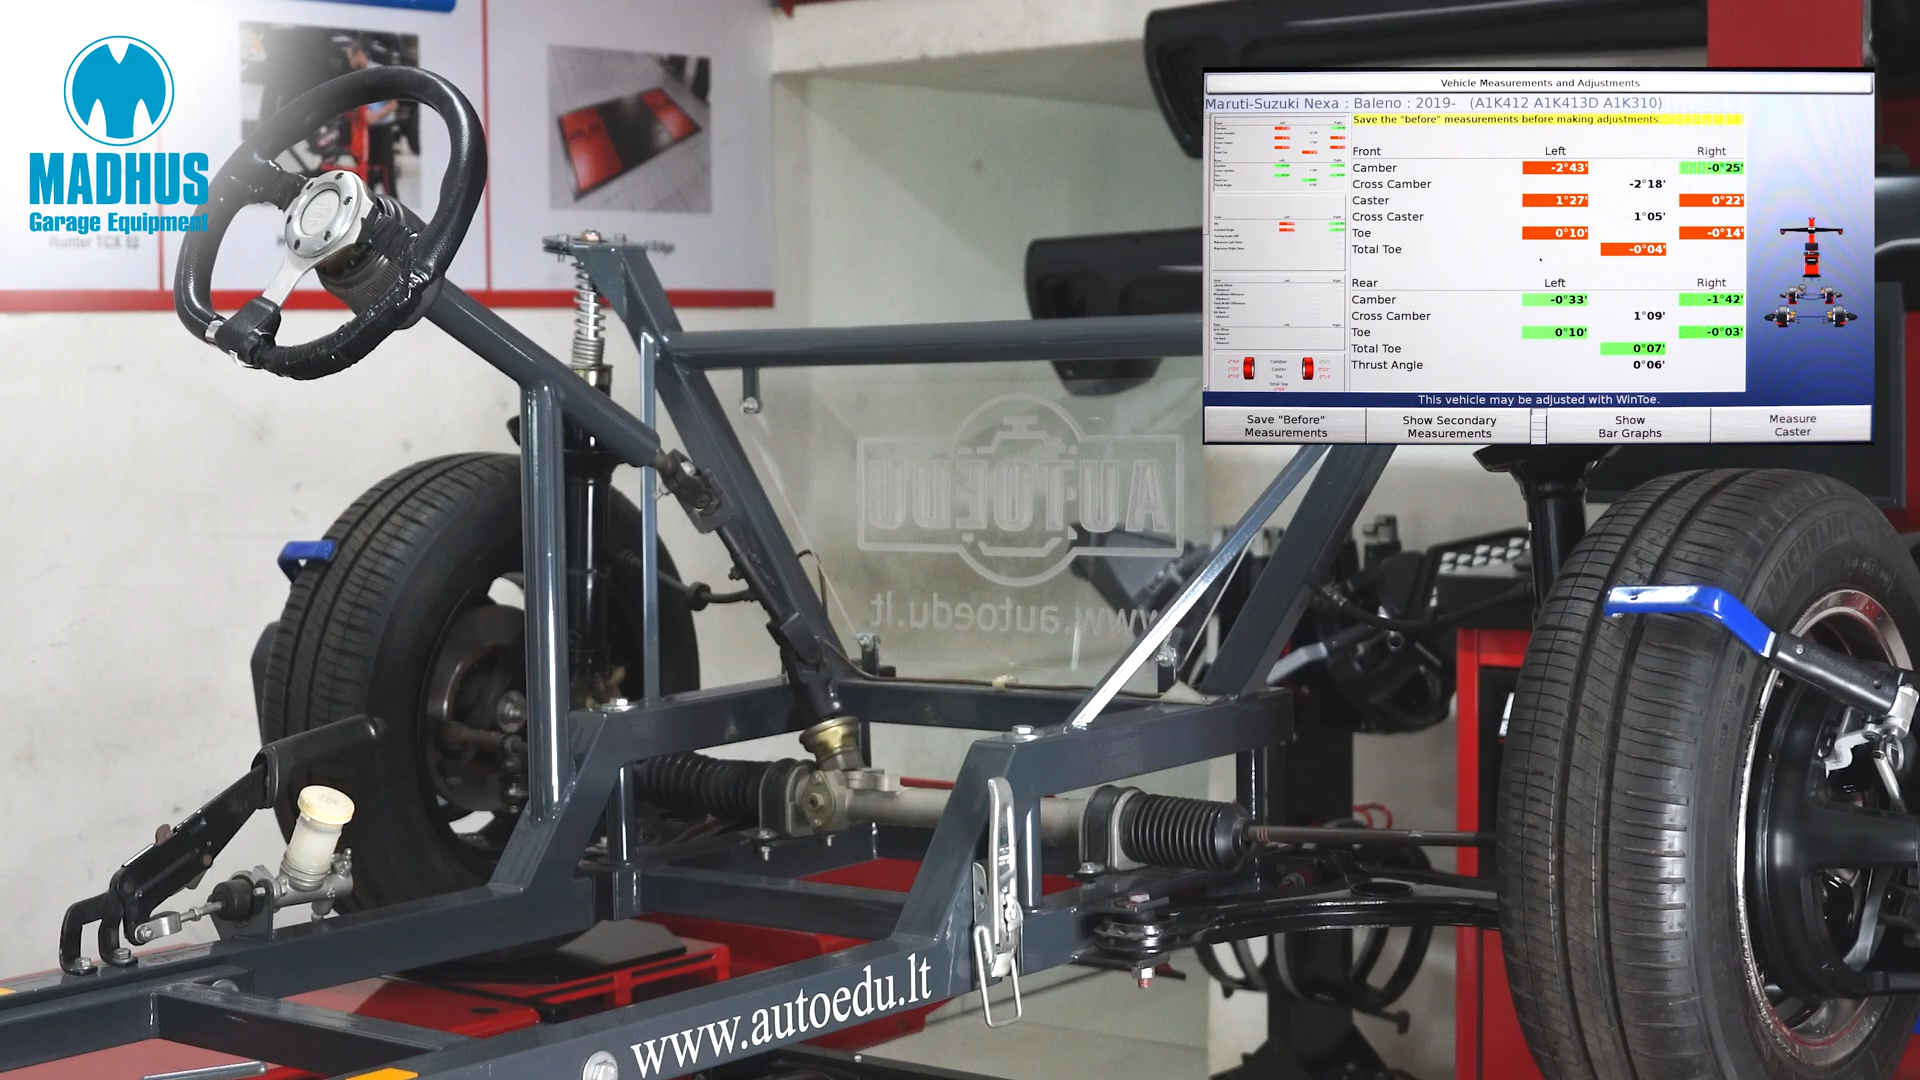 MADHUS
Garage Equipment
Hunter TCX 52
Vehicle Measurements and Adjustments
Maruti-Suzuki Nexa : Baleno : 2019- (A1K412 A1K413D A1K310)
Save the "before" measurements before making adjustments.
Front Left Right
Camber -2°43' -0°25'
Cross Camber -2°18'
Caster 1°27' 0°22'
Cross Caster 1°05'
Toe 0°10' -0°14'
Total Toe -0°04'
Rear Left Right
Camber -0°33' -1°42'
Cross Camber 1°09'
Toe 0°10' -0°03'
Total Toe 0°07'
Thrust Angle 0°06'
This vehicle may be adjusted with WinToe.
Save "Before" Measurements
Show Secondary Measurements
Show Bar Graphs
Measure Caster
AUTOEDU
www.autoedu.lt
www.autoedu.lt